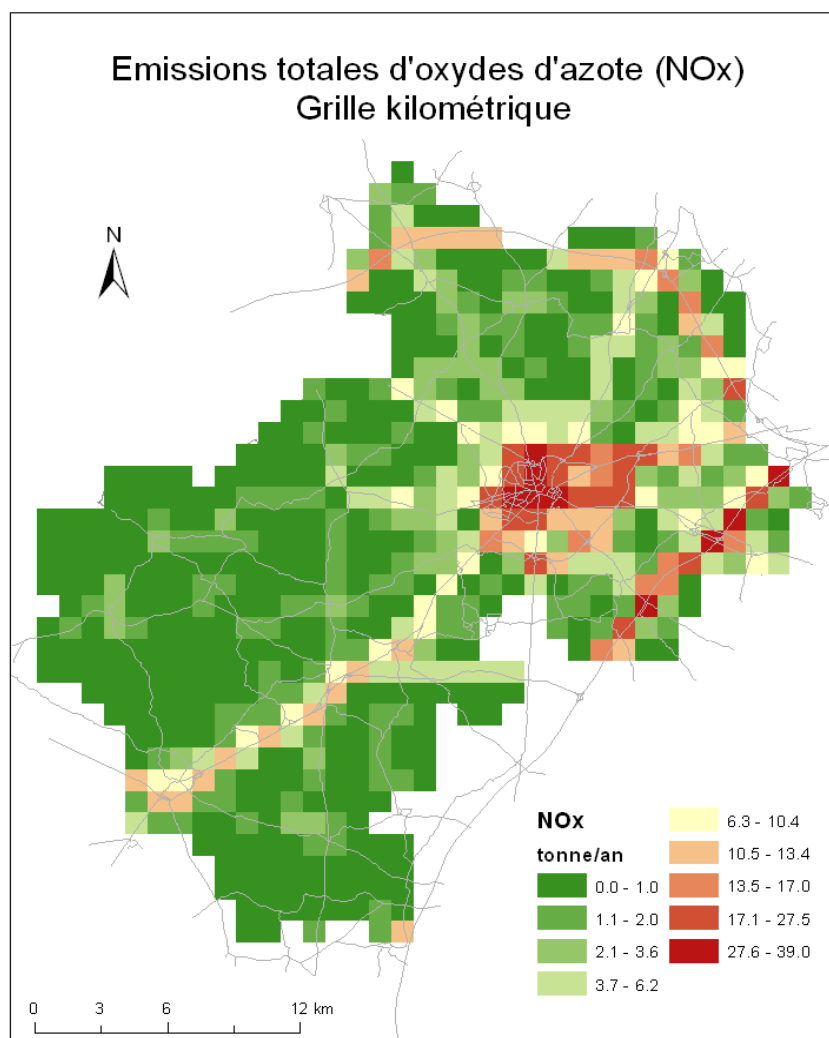 Emissions totales d'oxydes d'azote (NOx)
Grille kilométrique
N
NOx
tonne/an
0.0 - 1.0
1.1 - 2.0
2.1 - 3.6
3.7 - 6.2
6.3 - 10.4
10.5 - 13.4
13.5 - 17.0
17.1 - 27.5
27.6 - 39.0
0 3 6 12 km